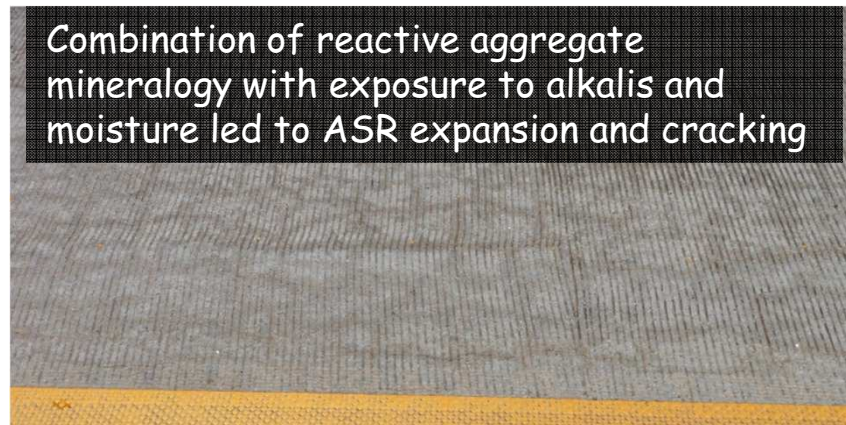 Combination of reactive aggregate
mineralogy with exposure to alkalis and
moisture led to ASR expansion and cracking